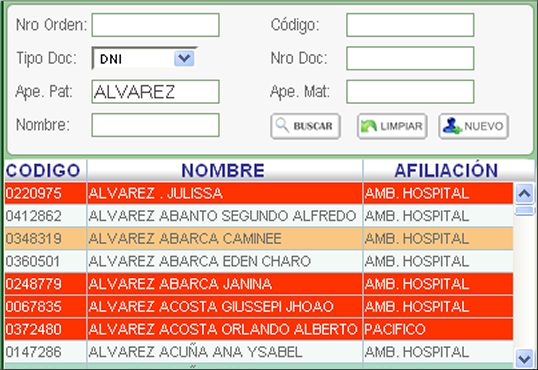 Nro Orden: Código:
Tipo Doc: DNI Nro Doc:
Ape. Pat: ALVAREZ Ape. Mat:
Nombre: BUSCAR LIMPIAR NUEVO
CODIGO NOMBRE AFILIACIÓN
0220975 ALVAREZ . JULISSA AMB. HOSPITAL
0412862 ALVAREZ ABANTO SEGUNDO ALFREDO AMB. HOSPITAL
0348319 ALVAREZ ABARCA CAMINEE AMB. HOSPITAL
0360501 ALVAREZ ABARCA EDEN CHARO AMB. HOSPITAL
0248779 ALVAREZ ABARCA JANINA AMB. HOSPITAL
0067835 ALVAREZ ACOSTA GIUSSEPI JHOAO AMB. HOSPITAL
0372480 ALVAREZ ACOSTA ORLANDO ALBERTO PACIFICO
0147286 ALVAREZ ACUÑA ANA YSABEL AMB. HOSPITAL